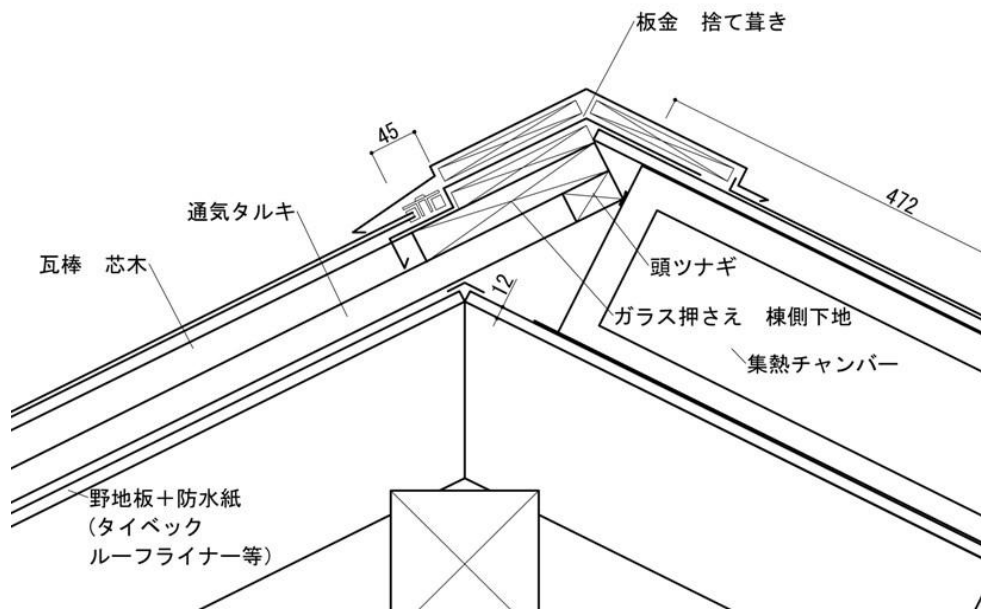 板金　捨て葺き
45
472
通気タルキ
瓦棒　芯木
頭ツナギ
12
ガラス押さえ　棟側下地
集熱チャンバー
野地板＋防水紙
（タイベック
ルーフライナー等）